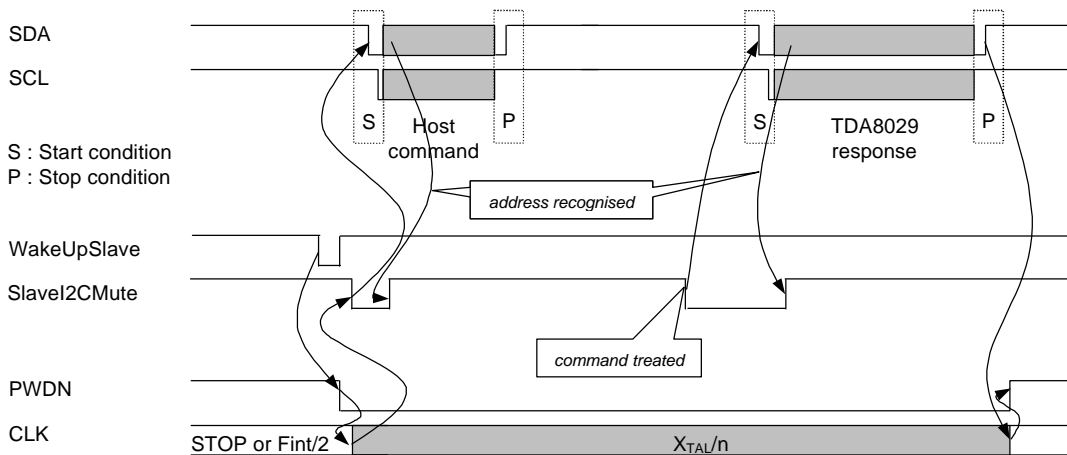 SDA
SCL
S
Host
command
P
S
TDA8029
response
P
S : Start condition
P : Stop condition
address recognised
WakeUpSlave
SlaveI2CMute
command treated
PWDN
CLK
STOP or Fint/2
XTAL/n